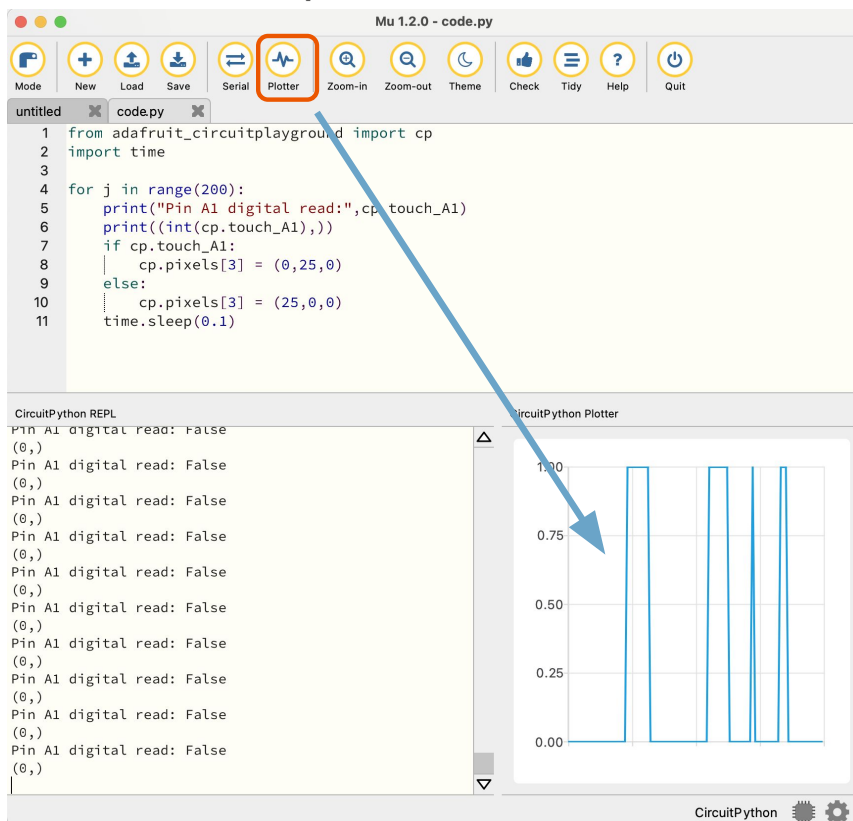 Mu 1.2.0 - code.py
Mode New Load Save Serial Plotter Zoom-in Zoom-out Theme Check Tidy Help Quit
untitled code.py
1 from adafruit_circuitplayground import cp
2 import time
3
4 for j in range(200):
5     print("Pin A1 digital read:",cp.touch_A1)
6     print((int(cp.touch_A1),))
7     if cp.touch_A1:
8         cp.pixels[3] = (0,25,0)
9     else:
10         cp.pixels[3] = (25,0,0)
11     time.sleep(0.1)
CircuitPython REPL
Pin A1 digital read: False
(0,)
Pin A1 digital read: False
(0,)
Pin A1 digital read: False
(0,)
Pin A1 digital read: False
(0,)
Pin A1 digital read: False
(0,)
Pin A1 digital read: False
(0,)
Pin A1 digital read: False
(0,)
Pin A1 digital read: False
(0,)
Pin A1 digital read: False
(0,)
Pin A1 digital read: False
(0,)
CircuitPython Plotter
1.00
0.75
0.50
0.25
0.00
CircuitPython